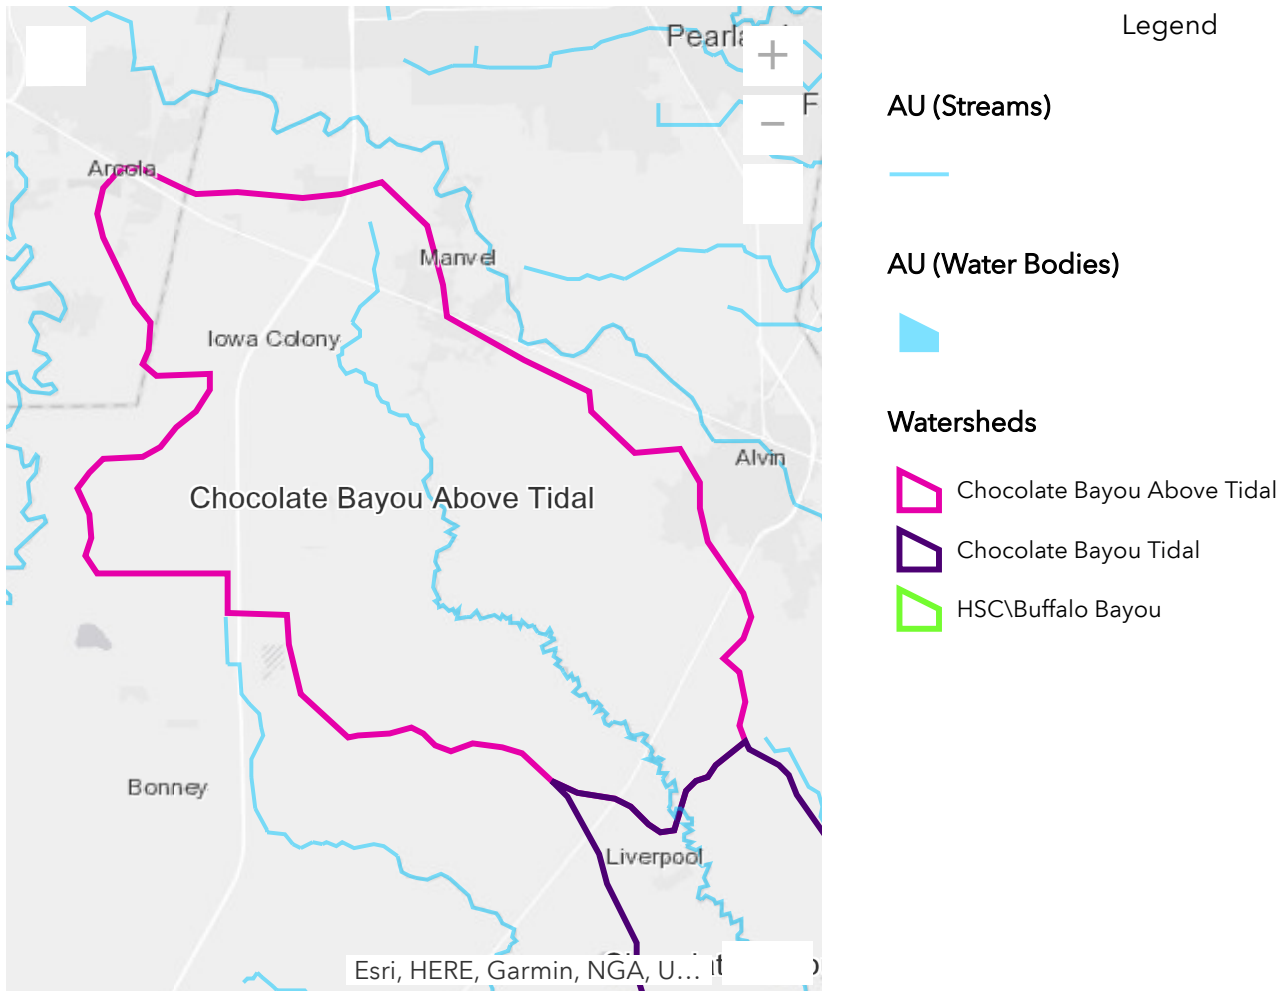 Legend
Pearla
+
F
AU (Streams)
−
Arcola
Manvel
AU (Water Bodies)
Iowa Colony
Watersheds
Alvin
Chocolate Bayou Above Tidal
Chocolate Bayou Above Tidal
Chocolate Bayou Tidal
HSC\Buffalo Bayou
Bonney
Liverpool
Esri, HERE, Garmin, NGA, U...